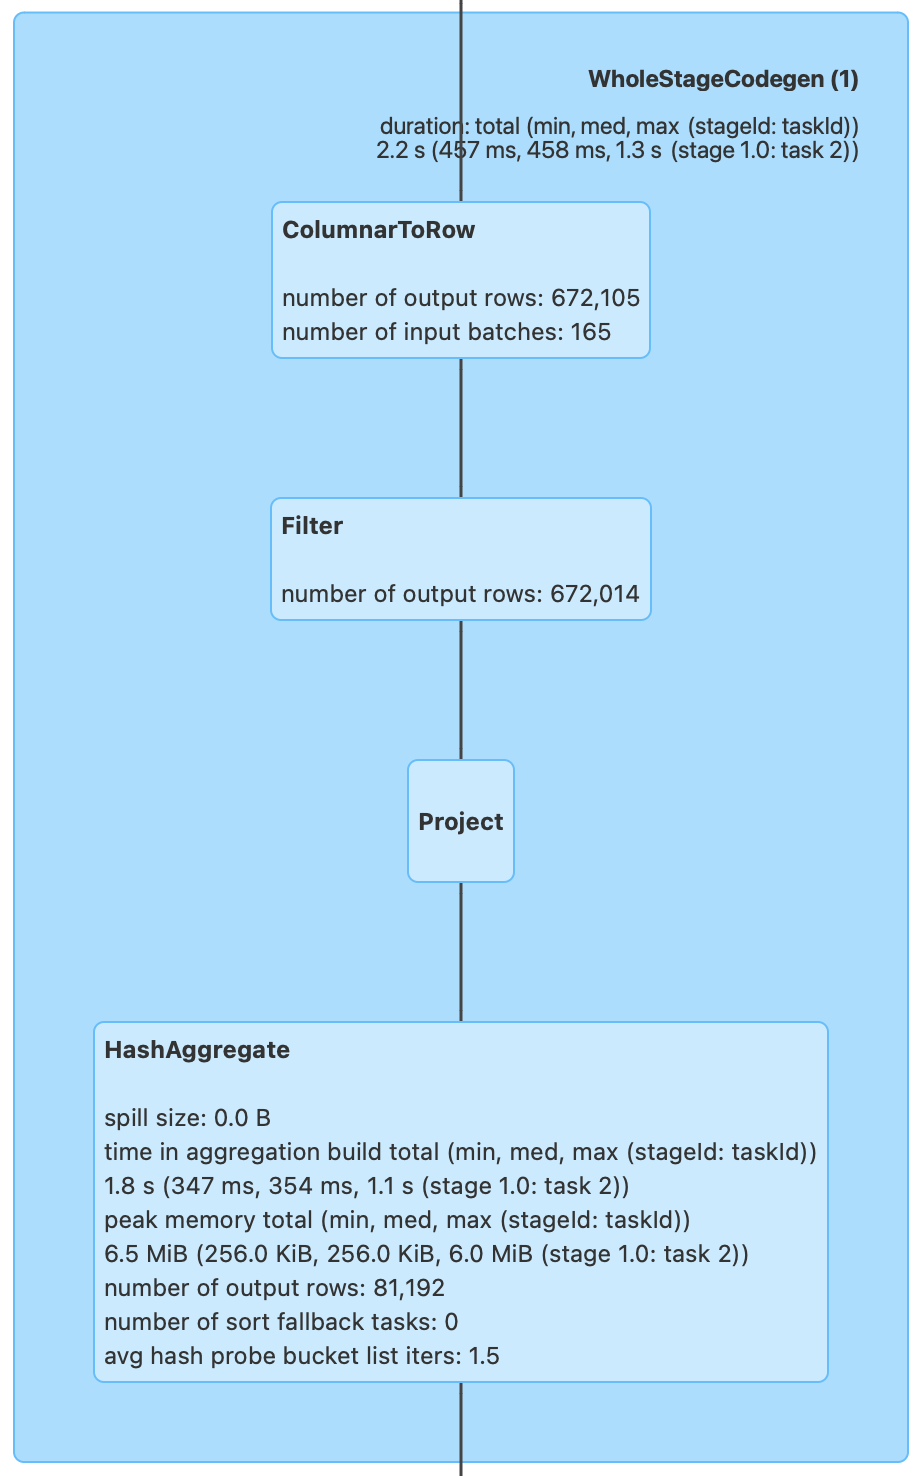 WholeStageCodegen (1)
duration: total (min, med, max (stageId: taskId))
2.2 s (457 ms, 458 ms, 1.3 s (stage 1.0: task 2))
ColumnarToRow
number of output rows: 672,105
number of input batches: 165
Filter
number of output rows: 672,014
Project
HashAggregate
spill size: 0.0 B
time in aggregation build total (min, med, max (stageId: taskId))
1.8 s (347 ms, 354 ms, 1.1 s (stage 1.0: task 2))
peak memory total (min, med, max (stageId: taskId))
6.5 MiB (256.0 KiB, 256.0 KiB, 6.0 MiB (stage 1.0: task 2))
number of output rows: 81,192
number of sort fallback tasks: 0
avg hash probe bucket list iters: 1.5